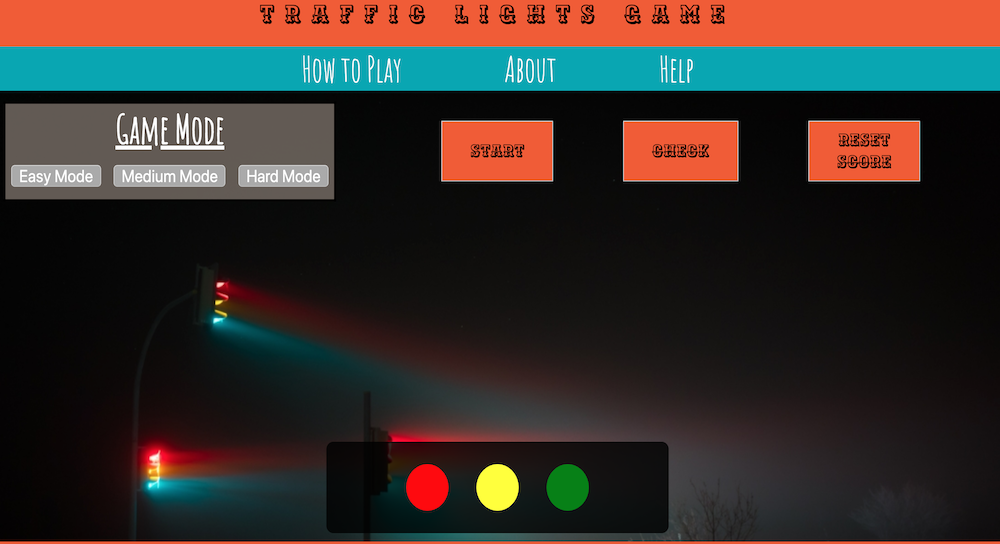 TRAFFIC LIGHTS GAME
How to Play About Help
Game Mode
Easy Mode Medium Mode Hard Mode
START
CHECK
RESET
SCORE